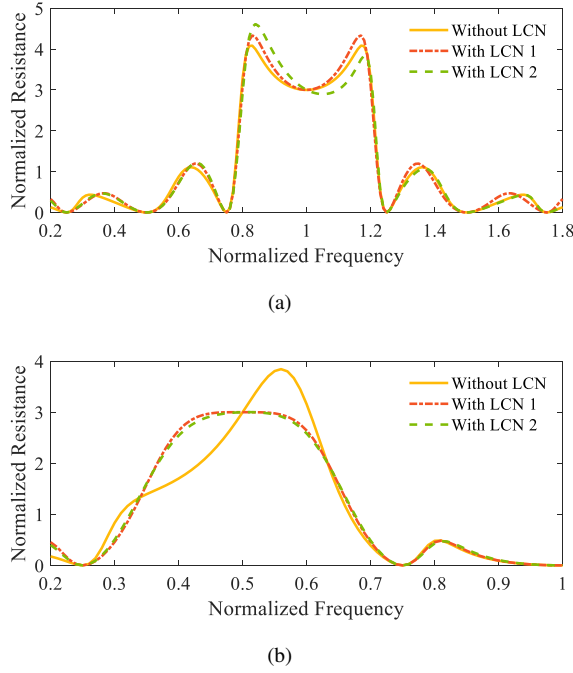 5
4
3
2
1
0
Normalized Resistance
Without LCN
With LCN 1
With LCN 2
0.2 0.4 0.6 0.8 1 1.2 1.4 1.6 1.8
Normalized Frequency
(a)
4
3
2
1
0
Normalized Resistance
Without LCN
With LCN 1
With LCN 2
0.2 0.3 0.4 0.5 0.6 0.7 0.8 0.9 1
Normalized Frequency
(b)